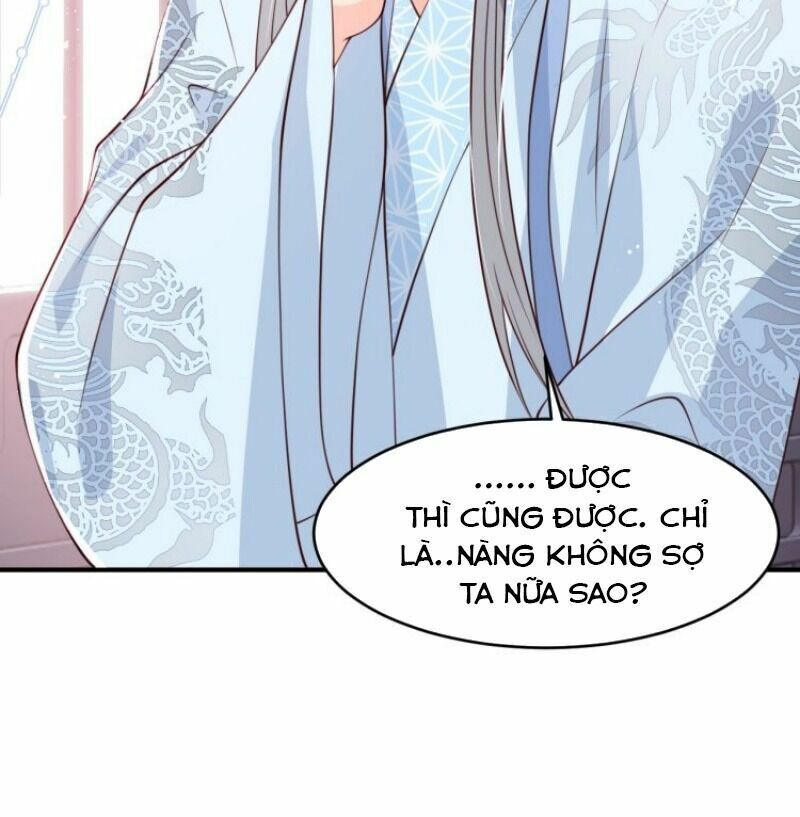 ...... ĐƯỢC
THÌ CŨNG ĐƯỢC. CHỈ
LÀ..NÀNG KHÔNG SỢ
TA NỮA SAO?